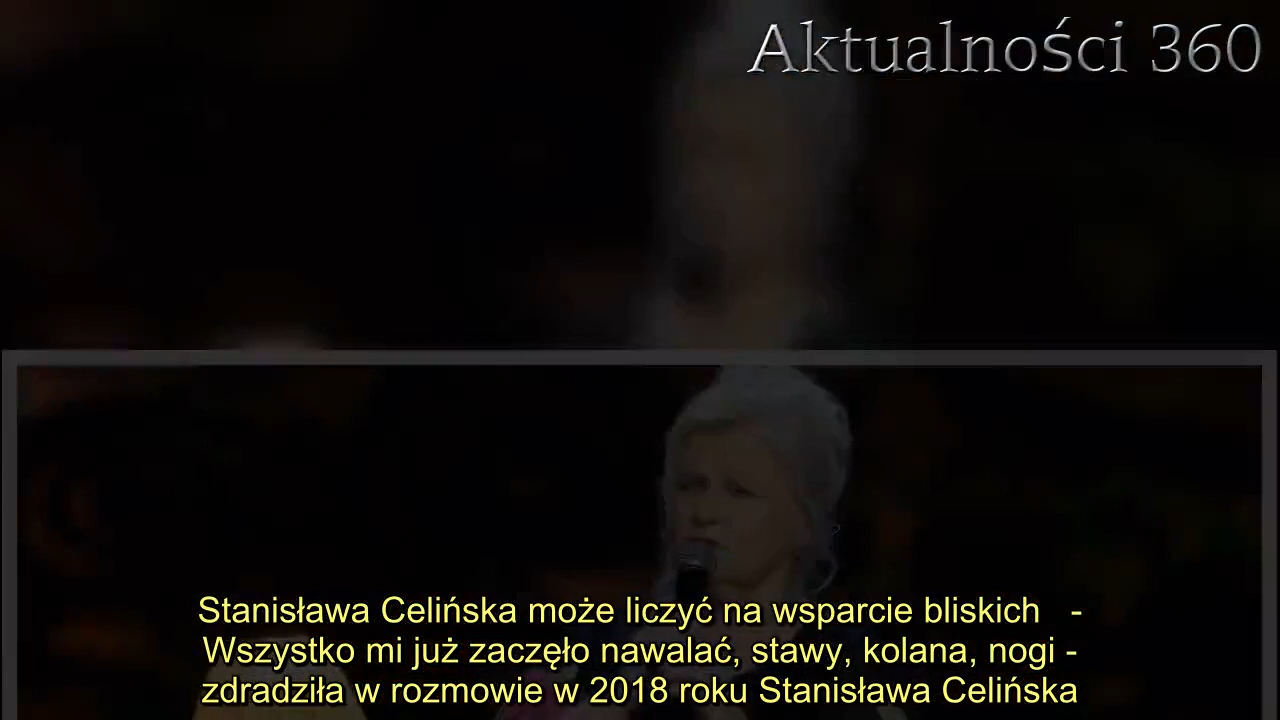 Aktualności 360
Stanisława Celińska może liczyć na wsparcie bliskich   -
Wszystko mi już zaczęło nawalać, stawy, kolana, nogi -
zdradziła w rozmowie w 2018 roku Stanisława Celińska